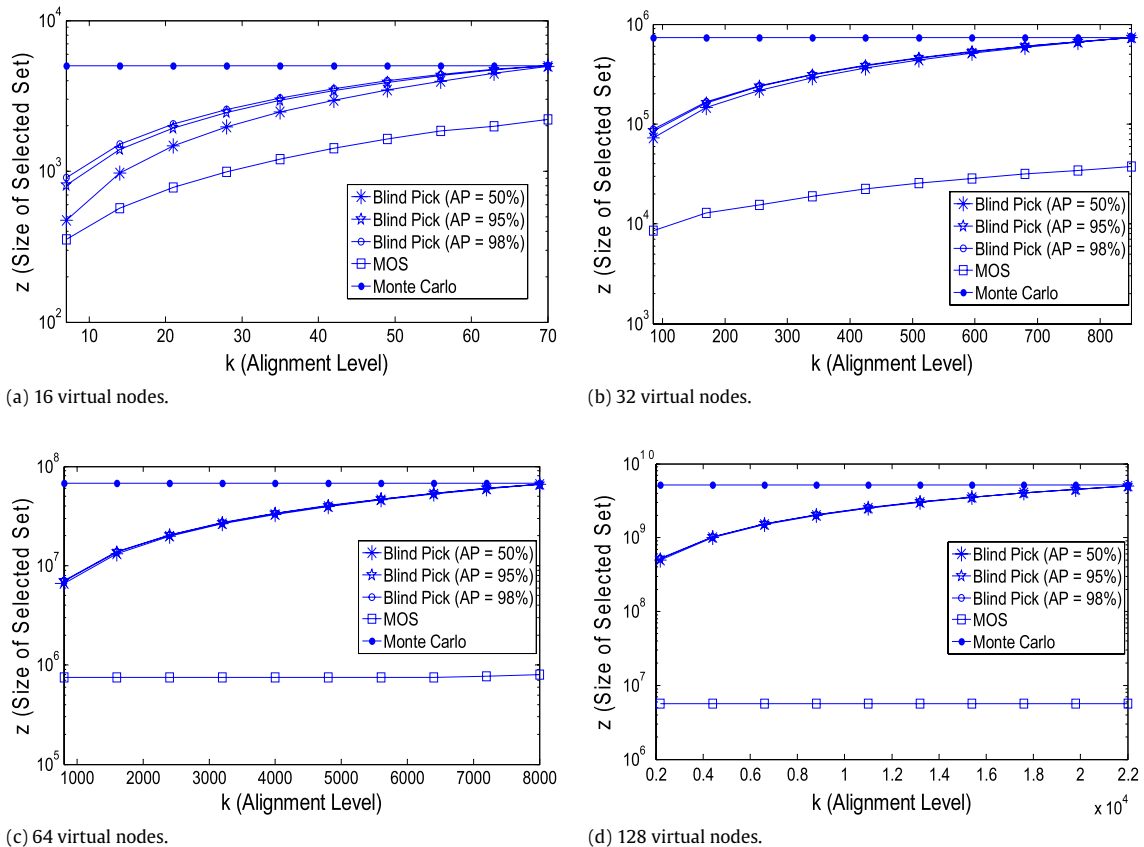 10^4
10^3
10^2
z (Size of Selected Set)
Blind Pick (AP = 50%)
Blind Pick (AP = 95%)
Blind Pick (AP = 98%)
MOS
Monte Carlo
10 20 30 40 50 60 70
k (Alignment Level)
(a) 16 virtual nodes.
10^6
10^5
10^4
10^3
z (Size of Selected Set)
Blind Pick (AP = 50%)
Blind Pick (AP = 95%)
Blind Pick (AP = 98%)
MOS
Monte Carlo
100 200 300 400 500 600 700 800
k (Alignment Level)
(b) 32 virtual nodes.
10^8
10^7
10^6
10^5
z (Size of Selected Set)
Blind Pick (AP = 50%)
Blind Pick (AP = 95%)
Blind Pick (AP = 98%)
MOS
Monte Carlo
1000 2000 3000 4000 5000 6000 7000 8000
k (Alignment Level)
(c) 64 virtual nodes.
10^10
10^9
10^8
10^7
10^6
z (Size of Selected Set)
Blind Pick (AP = 50%)
Blind Pick (AP = 95%)
Blind Pick (AP = 98%)
MOS
Monte Carlo
0.2 0.4 0.6 0.8 1 1.2 1.4 1.6 1.8 2 2.2
k (Alignment Level)
x 10^4
(d) 128 virtual nodes.